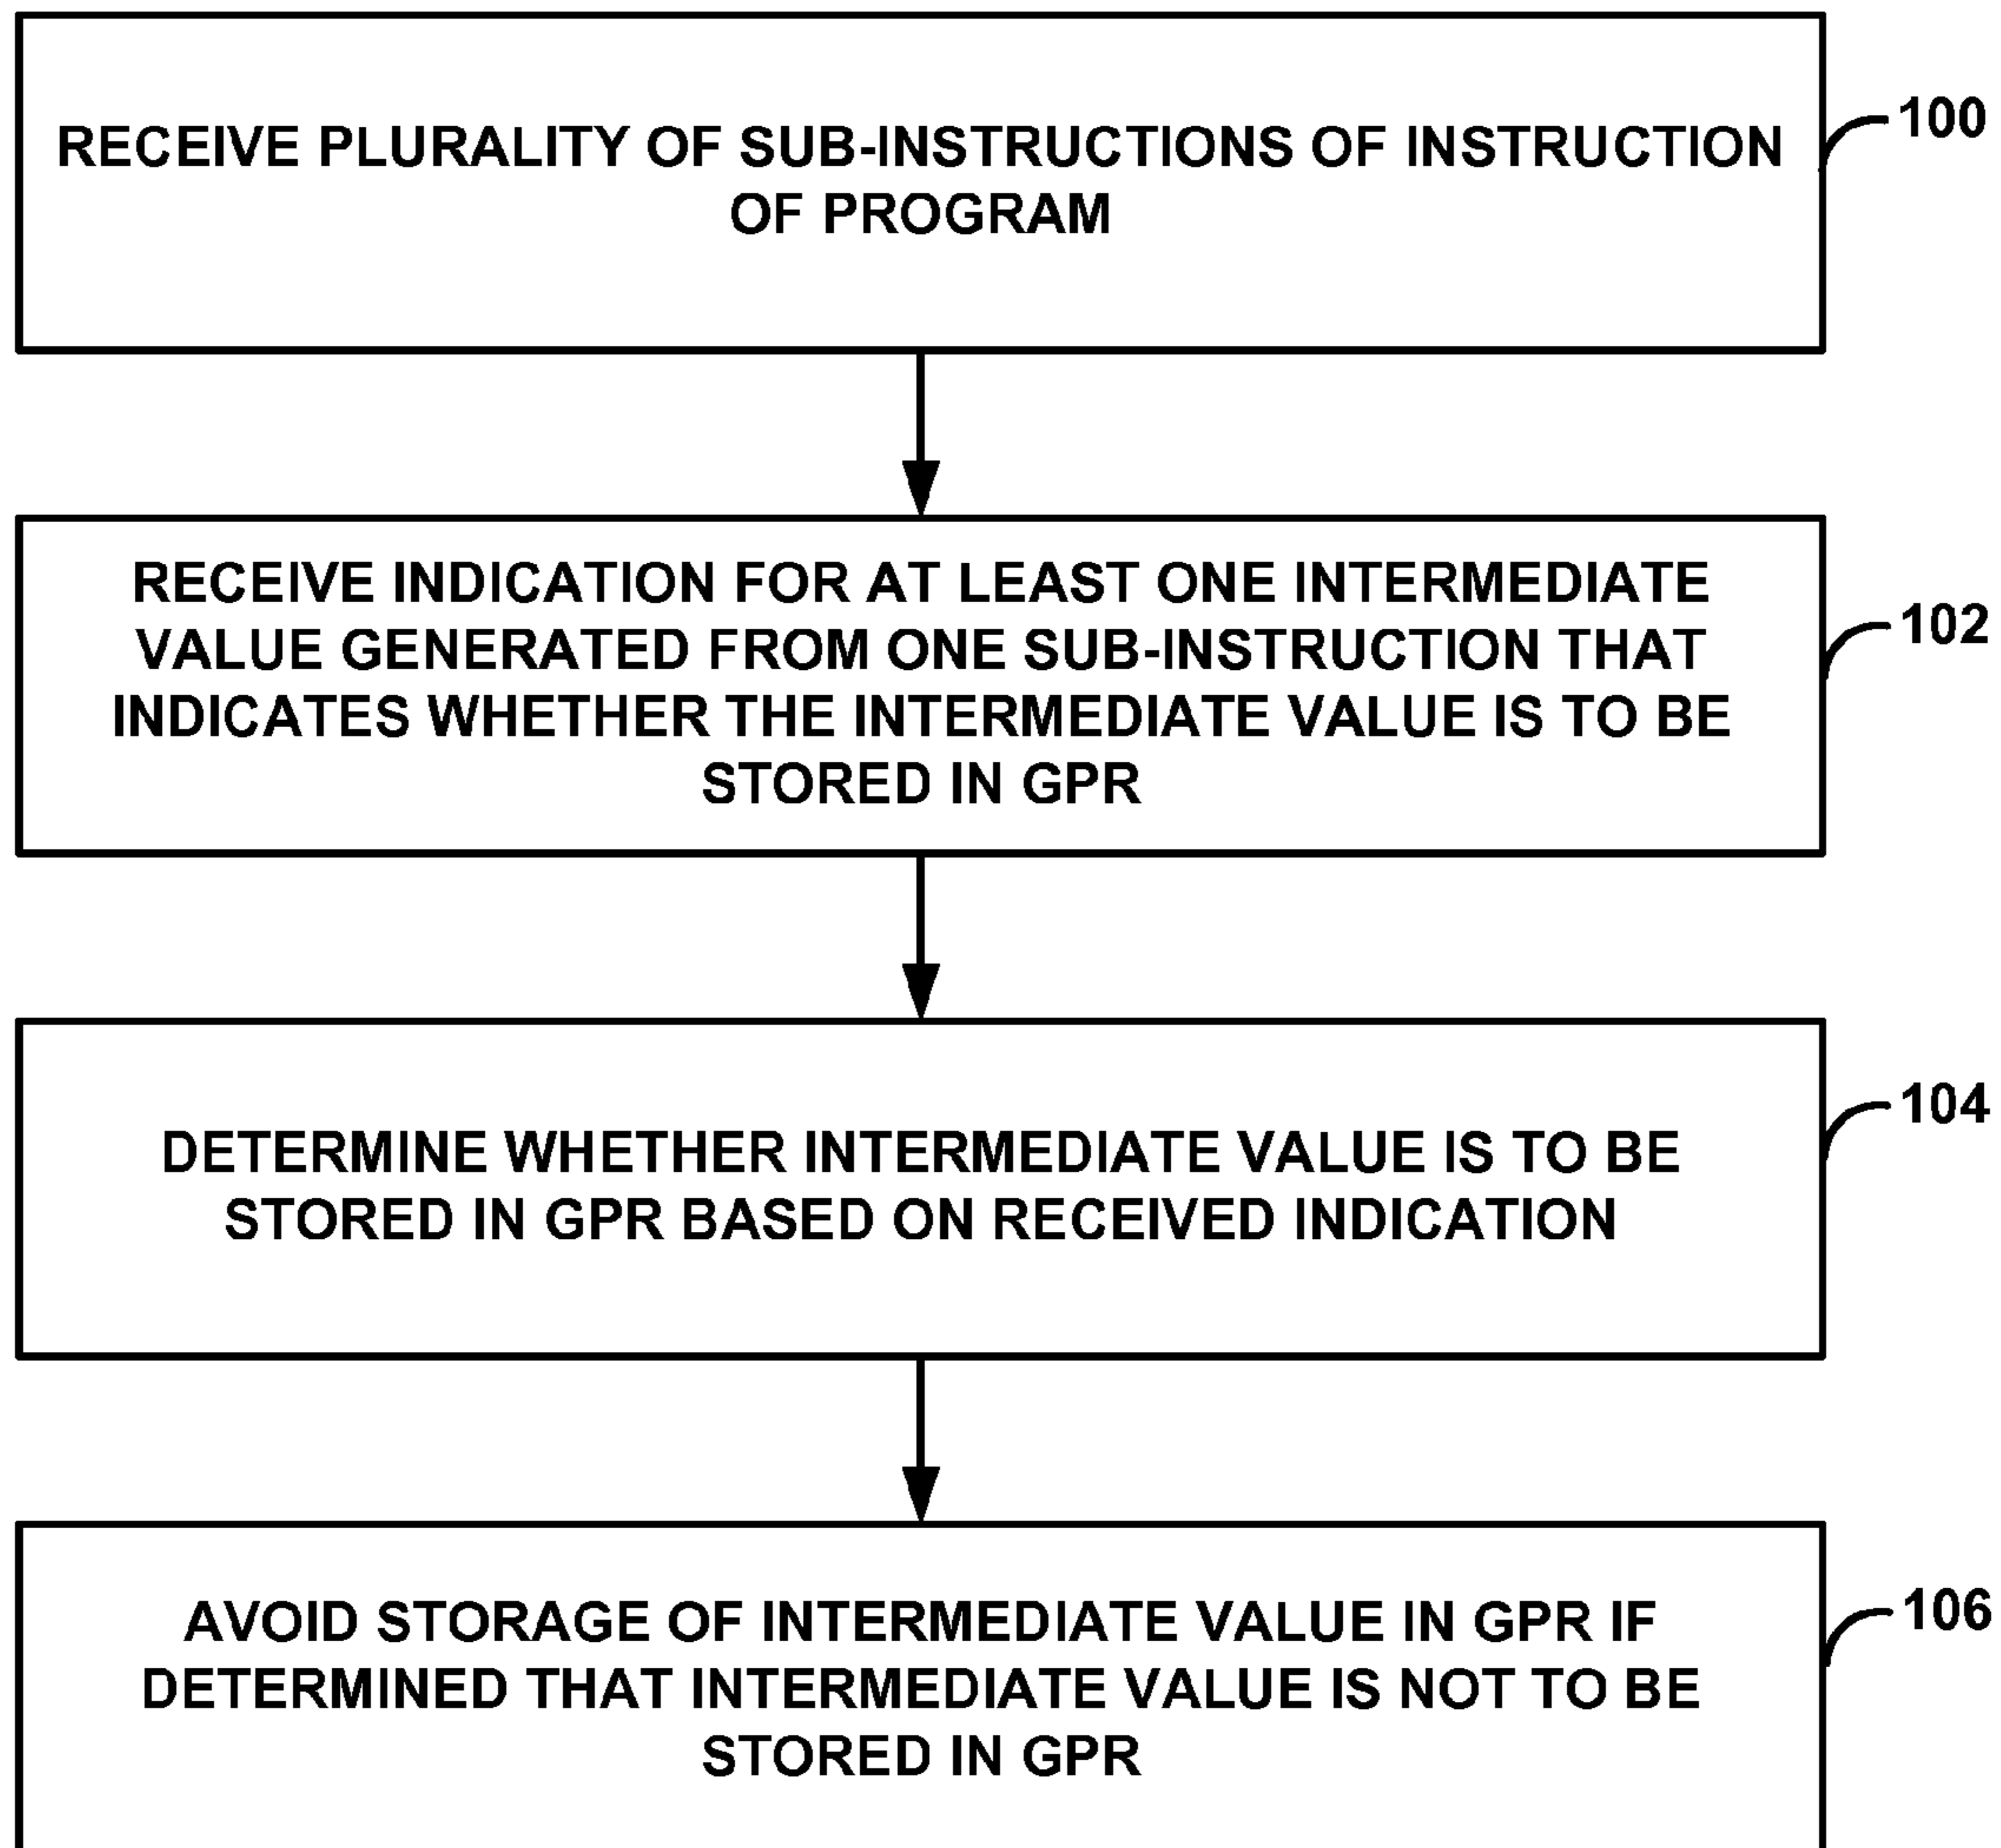 RECEIVE PLURALITY OF SUB-INSTRUCTIONS OF INSTRUCTION
OF PROGRAM
100
RECEIVE INDICATION FOR AT LEAST ONE INTERMEDIATE
VALUE GENERATED FROM ONE SUB-INSTRUCTION THAT
INDICATES WHETHER THE INTERMEDIATE VALUE IS TO BE
STORED IN GPR
102
DETERMINE WHETHER INTERMEDIATE VALUE IS TO BE
STORED IN GPR BASED ON RECEIVED INDICATION
104
AVOID STORAGE OF INTERMEDIATE VALUE IN GPR IF
DETERMINED THAT INTERMEDIATE VALUE IS NOT TO BE
STORED IN GPR
106